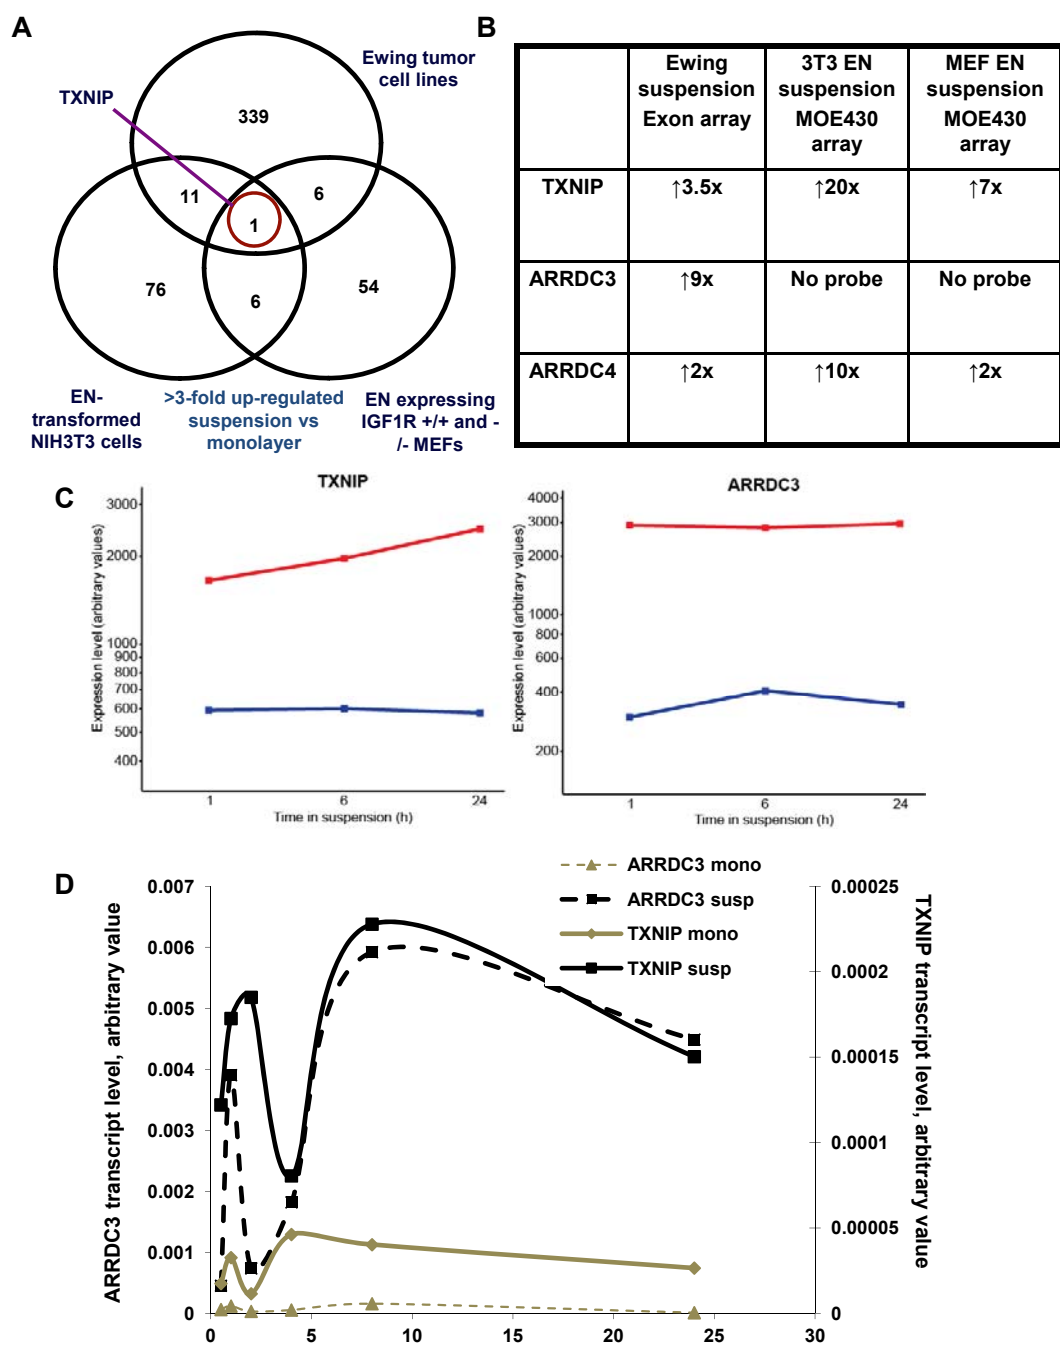 A
Ewing tumor
cell lines
TXNIP
339
11
6
1
76
6
54
EN-
transformed
NIH3T3 cells
>3-fold up-regulated
suspension vs
monolayer
EN expressing
IGF1R +/+ and -
/- MEFs
B
Ewing
suspension
Exon array
3T3 EN
suspension
MOE430
array
MEF EN
suspension
MOE430
array
TXNIP
↑3.5x
↑20x
↑7x
ARRDC3
↑9x
No probe
No probe
ARRDC4
↑2x
↑10x
↑2x
C
TXNIP
Expression level (arbitrary values)
3000
2000
1000
900
800
700
600
500
400
1
6
24
Time in suspension (h)
ARRDC3
Expression level (arbitrary values)
4000
3000
2000
1000
800
600
400
200
1
6
24
Time in suspension (h)
D
ARRDC3 mono
ARRDC3 susp
TXNIP mono
TXNIP susp
ARRDC3 transcript level, arbitrary value
0.007
0.006
0.005
0.004
0.003
0.002
0.001
0
0
5
10
15
20
25
30
0.00025
0.0002
0.00015
0.0001
0.00005
0
TXNIP transcript level, arbitrary value